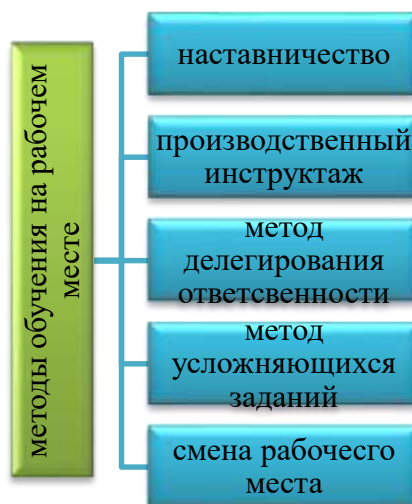 методы обучения на рабочем
месте
наставничество
производственный
инструктаж
метод
делегирования
ответсвенности
метод
усложняющихся
заданий
смена рабочесго
места